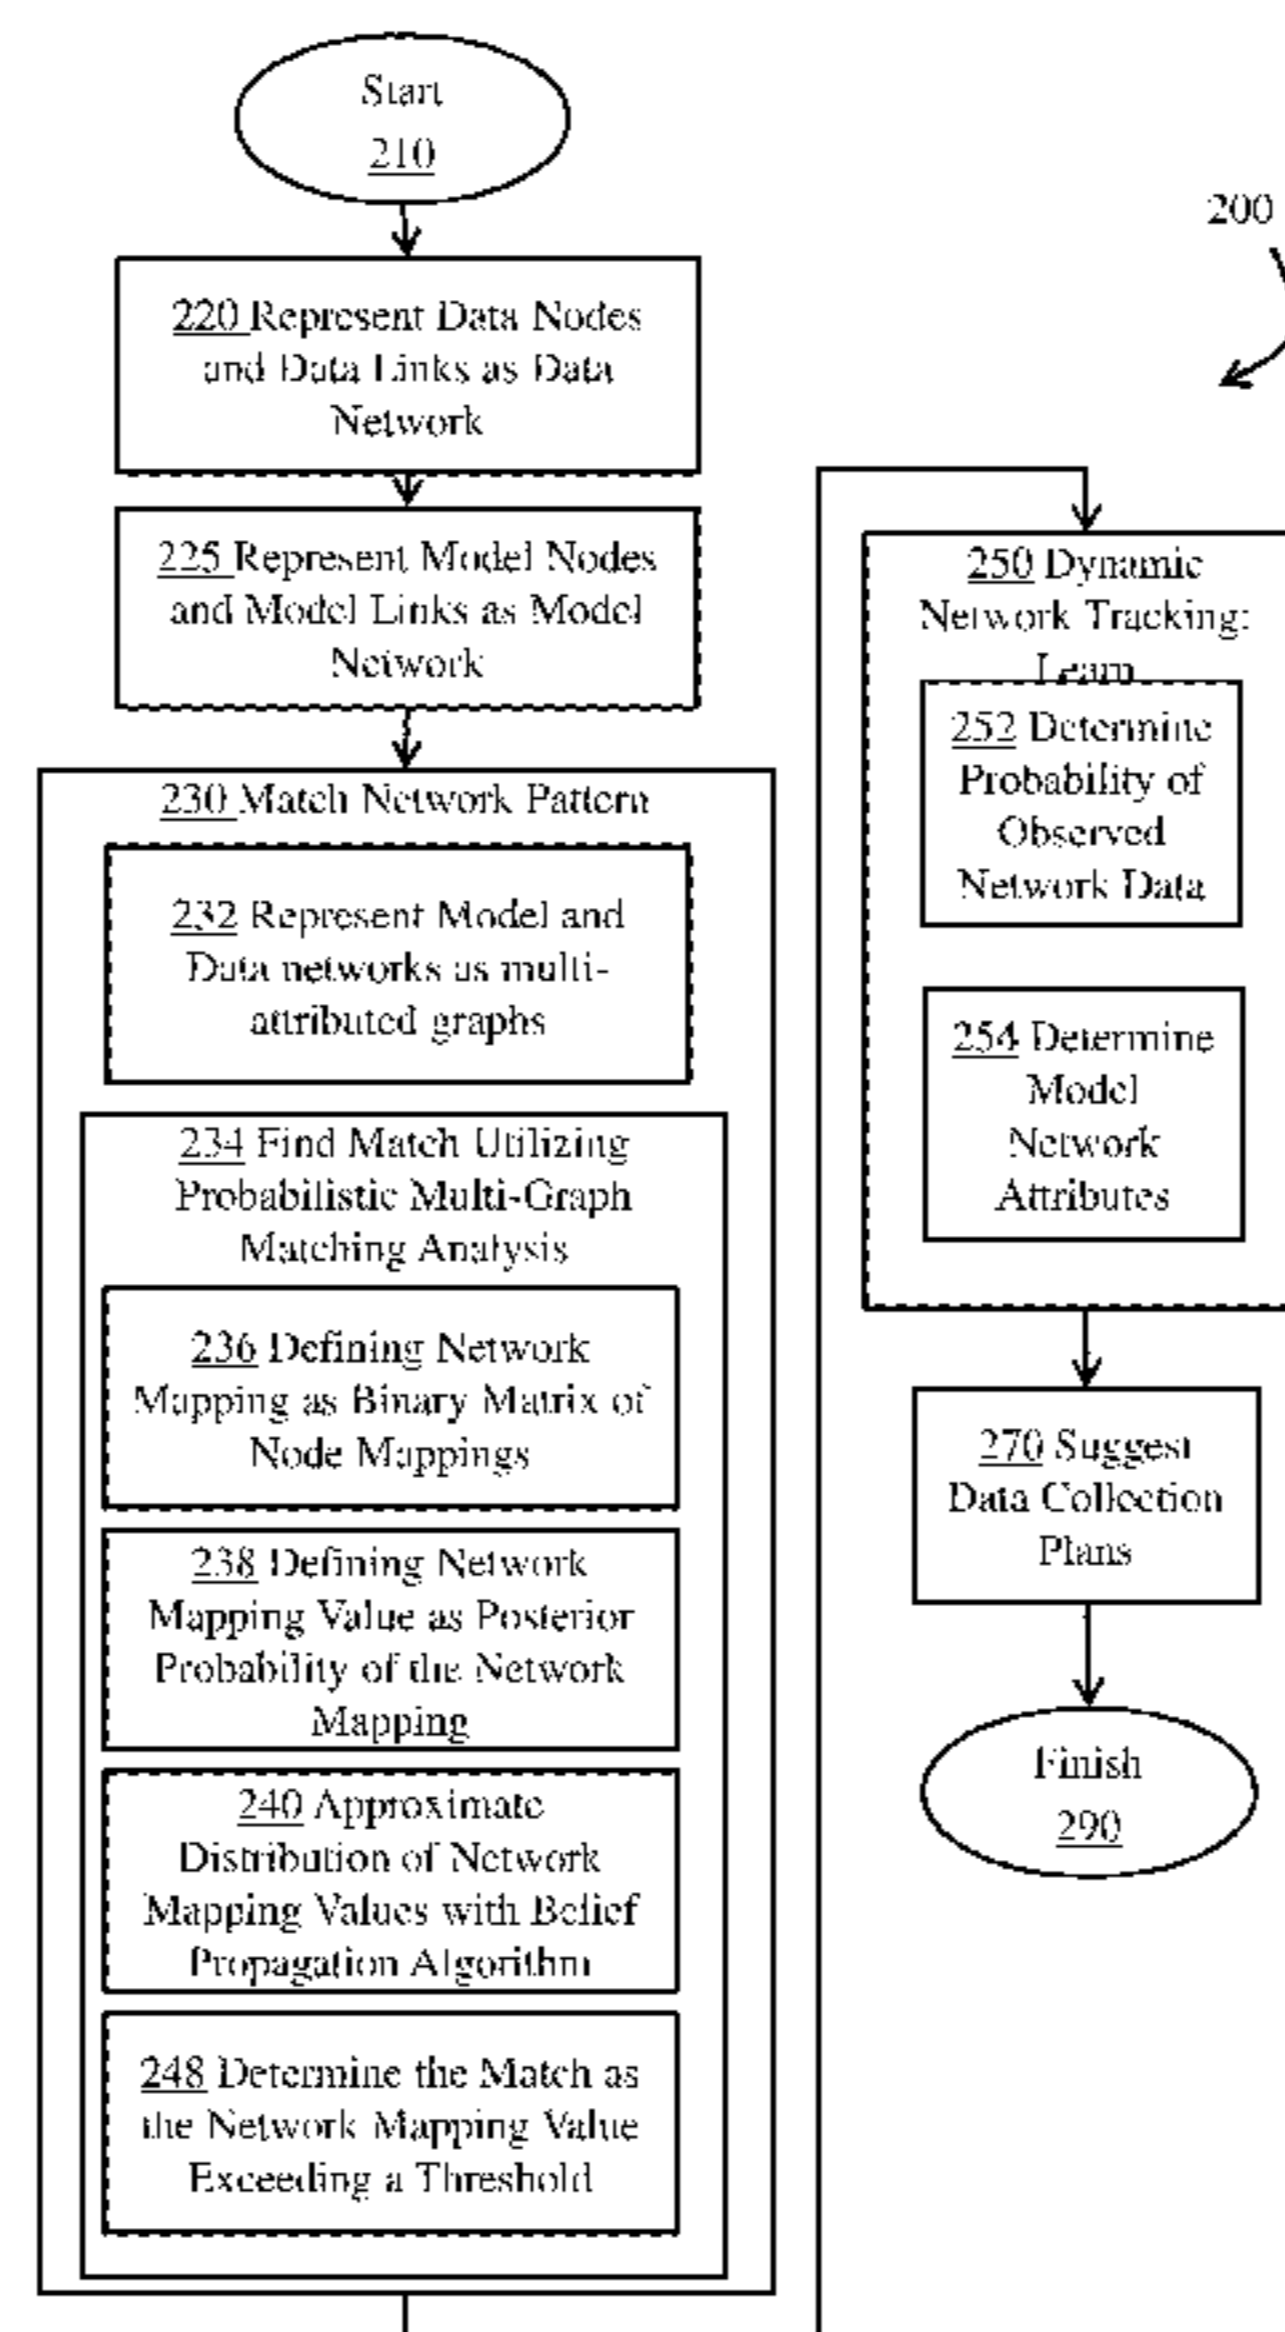 Start
210
200
220 Represent Data Nodes
and Data Links as Data
Network
225 Represent Model Nodes
and Model Links as Model
Network
230 Match Network Pattern
232 Represent Model and
Data networks as multi-
attributed graphs
234 Find Match Utilizing
Probabilistic Multi-Graph
Matching Analysis
236 Defining Network
Mapping as Binary Matrix of
Node Mappings
238 Defining Network
Mapping Value as Posterior
Probability of the Network
Mapping
240 Approximate
Distribution of Network
Mapping Values with Belief
Propagation Algorithm
248 Determine the Match as
the Network Mapping Value
Exceeding a Threshold
250 Dynamic
Network Tracking:
Learn
252 Determine
Probability of
Observed
Network Data
254 Determine
Model
Network
Attributes
270 Suggest
Data Collection
Plans
Finish
290